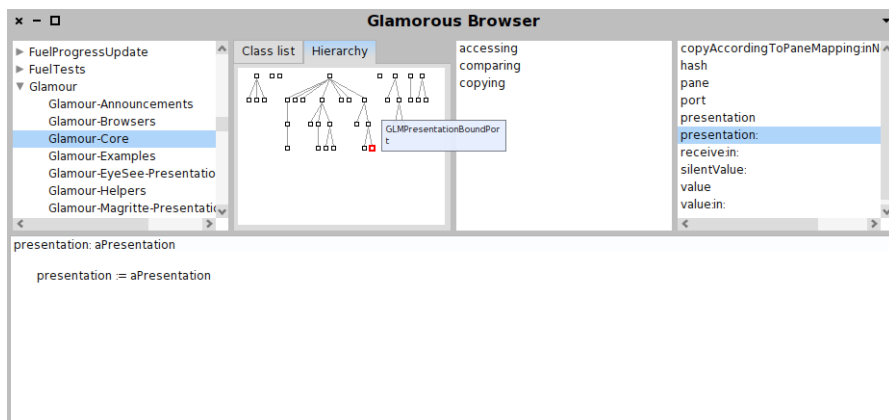 Glamorous Browser
FuelProgressUpdate
FuelTests
Glamour
Glamour-Announcements
Glamour-Browsers
Glamour-Core
Glamour-Examples
Glamour-EyeSee-Presentatio
Glamour-Helpers
Glamour-Magritte-Presentatio
Class list Hierarchy
GLMPresentationBoundPor
t
accessing
comparing
copying
copyAccordingToPaneMapping:inN
hash
pane
port
presentation
presentation:
receive:in:
silentValue:
value
value:in:
presentation: aPresentation
presentation := aPresentation